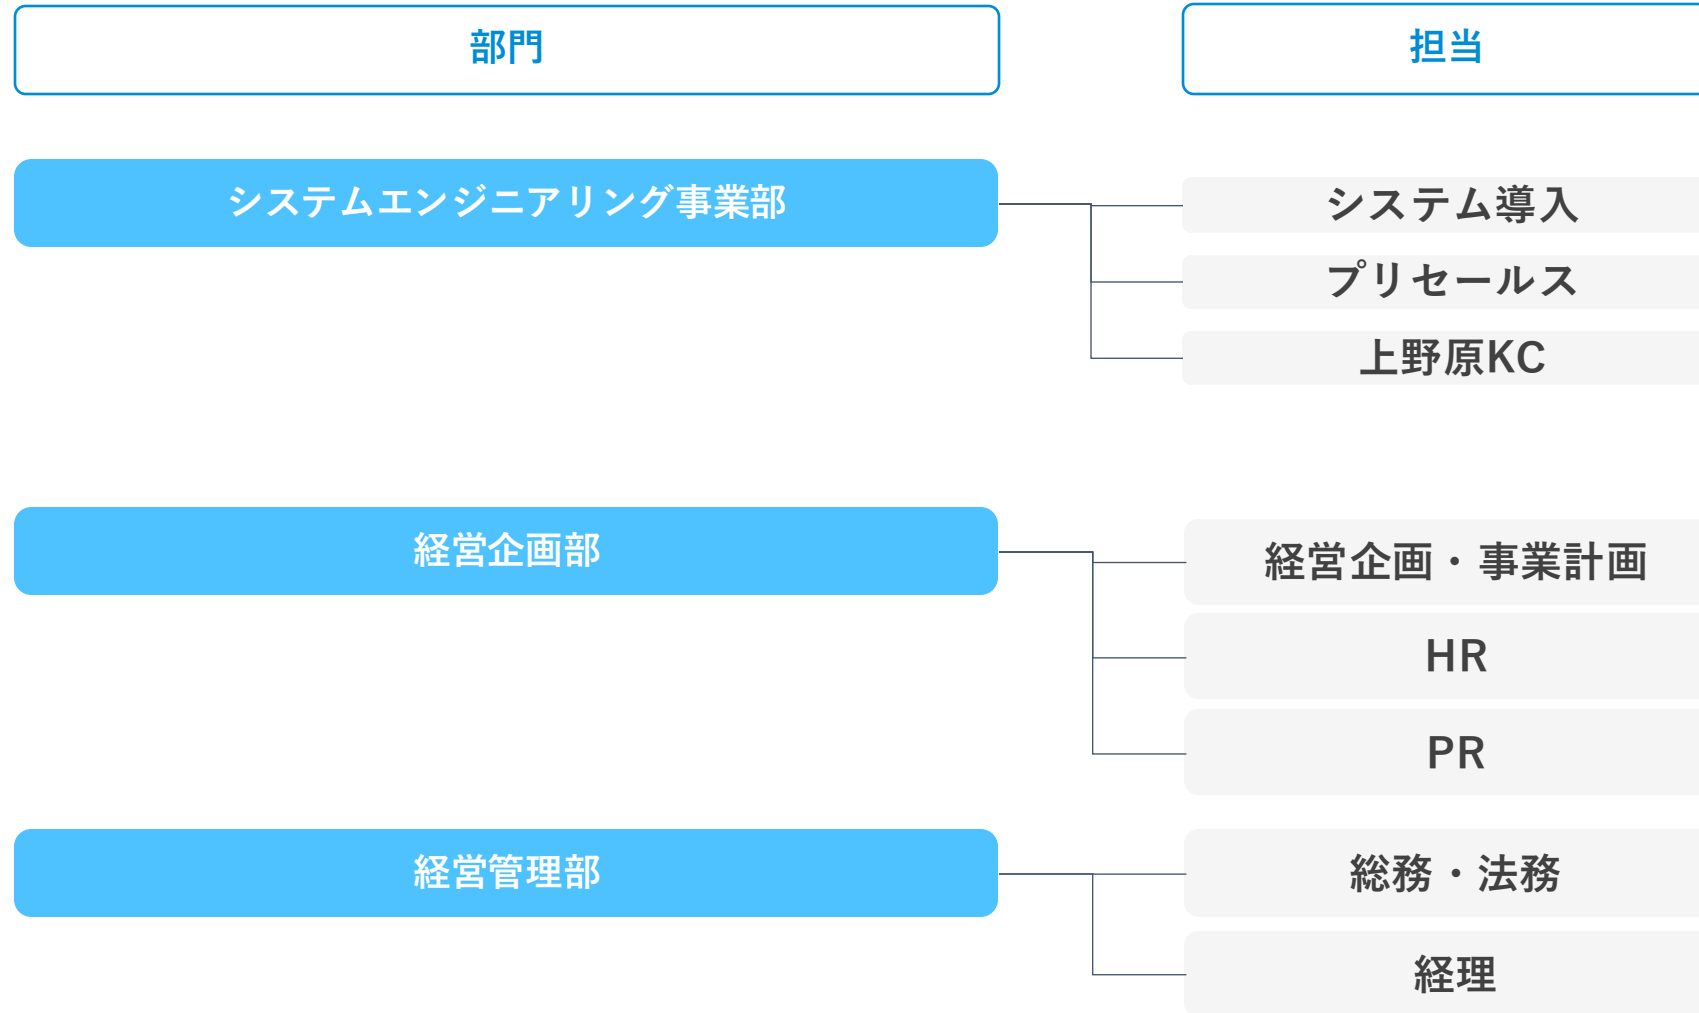 部門
担当
システムエンジニアリング事業部
システム導入
プリセールス
上野原KC
経営企画部
経営企画・事業計画
HR
PR
経営管理部
総務・法務
経理